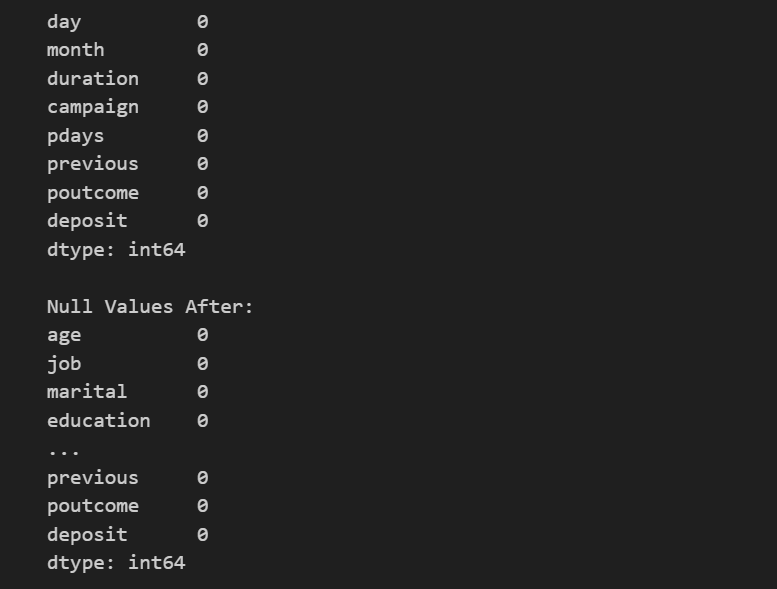 day 0
month 0
duration 0
campaign 0
pdays 0
previous 0
poutcome 0
deposit 0
dtype: int64
Null Values After:
age 0
job 0
marital 0
education 0
...
previous 0
poutcome 0
deposit 0
dtype: int64